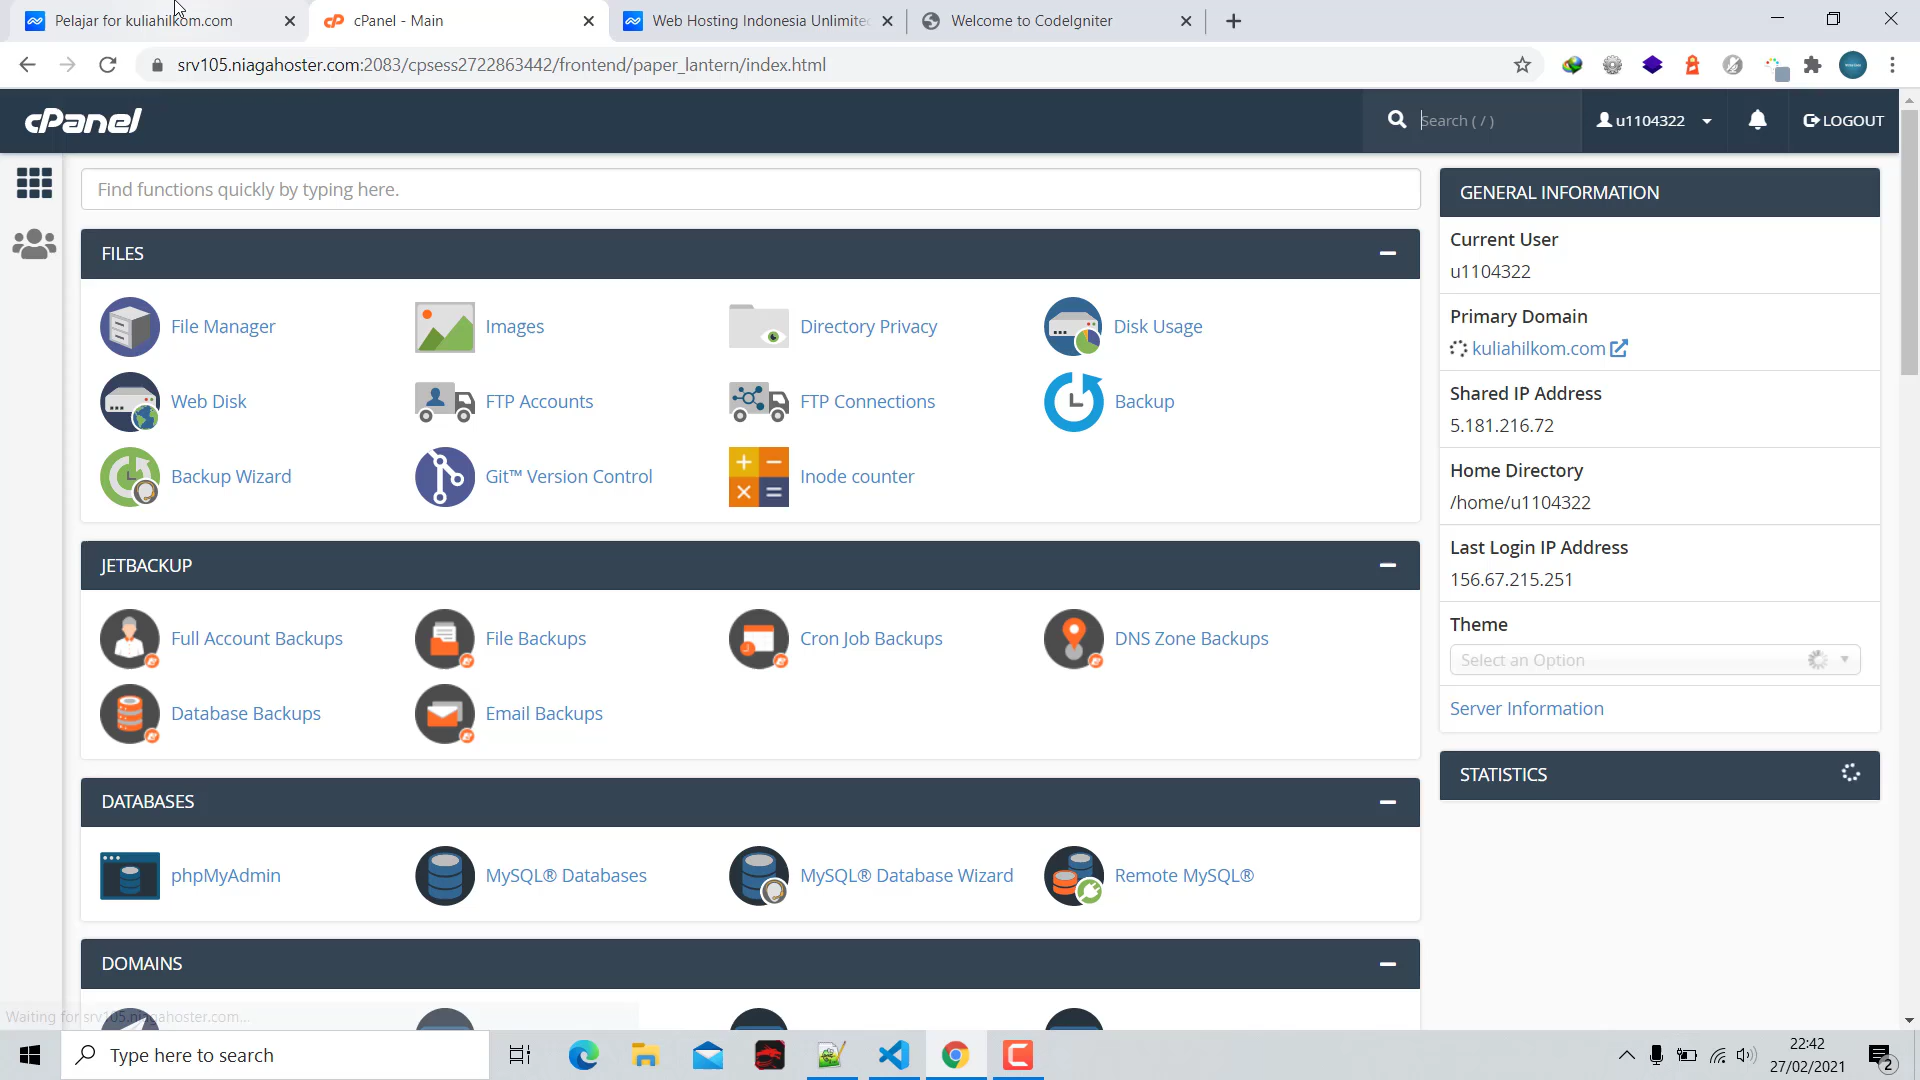 Pelajar for kuliahilkom.com
cPanel - Main
Web Hosting Indonesia Unlimite
Welcome to CodeIgniter
srv105.niagahoster.com:2083/cpsess2722863442/frontend/paper_lantern/index.html
cPanel
Search ( / )
u1104322
LOGOUT
Find functions quickly by typing here.
FILES
File Manager
Images
Directory Privacy
Disk Usage
Web Disk
FTP Accounts
FTP Connections
Backup
Backup Wizard
Git™ Version Control
Inode counter
JETBACKUP
Full Account Backups
File Backups
Cron Job Backups
DNS Zone Backups
Database Backups
Email Backups
DATABASES
phpMyAdmin
MySQL® Databases
MySQL® Database Wizard
Remote MySQL®
DOMAINS
GENERAL INFORMATION
Current User
u1104322
Primary Domain
kuliahilkom.com
Shared IP Address
5.181.216.72
Home Directory
/home/u1104322
Last Login IP Address
156.67.215.251
Theme
Select an Option
Server Information
STATISTICS
Waiting for srv105.niagahoster.com...
Type here to search
22:42
27/02/2021
2